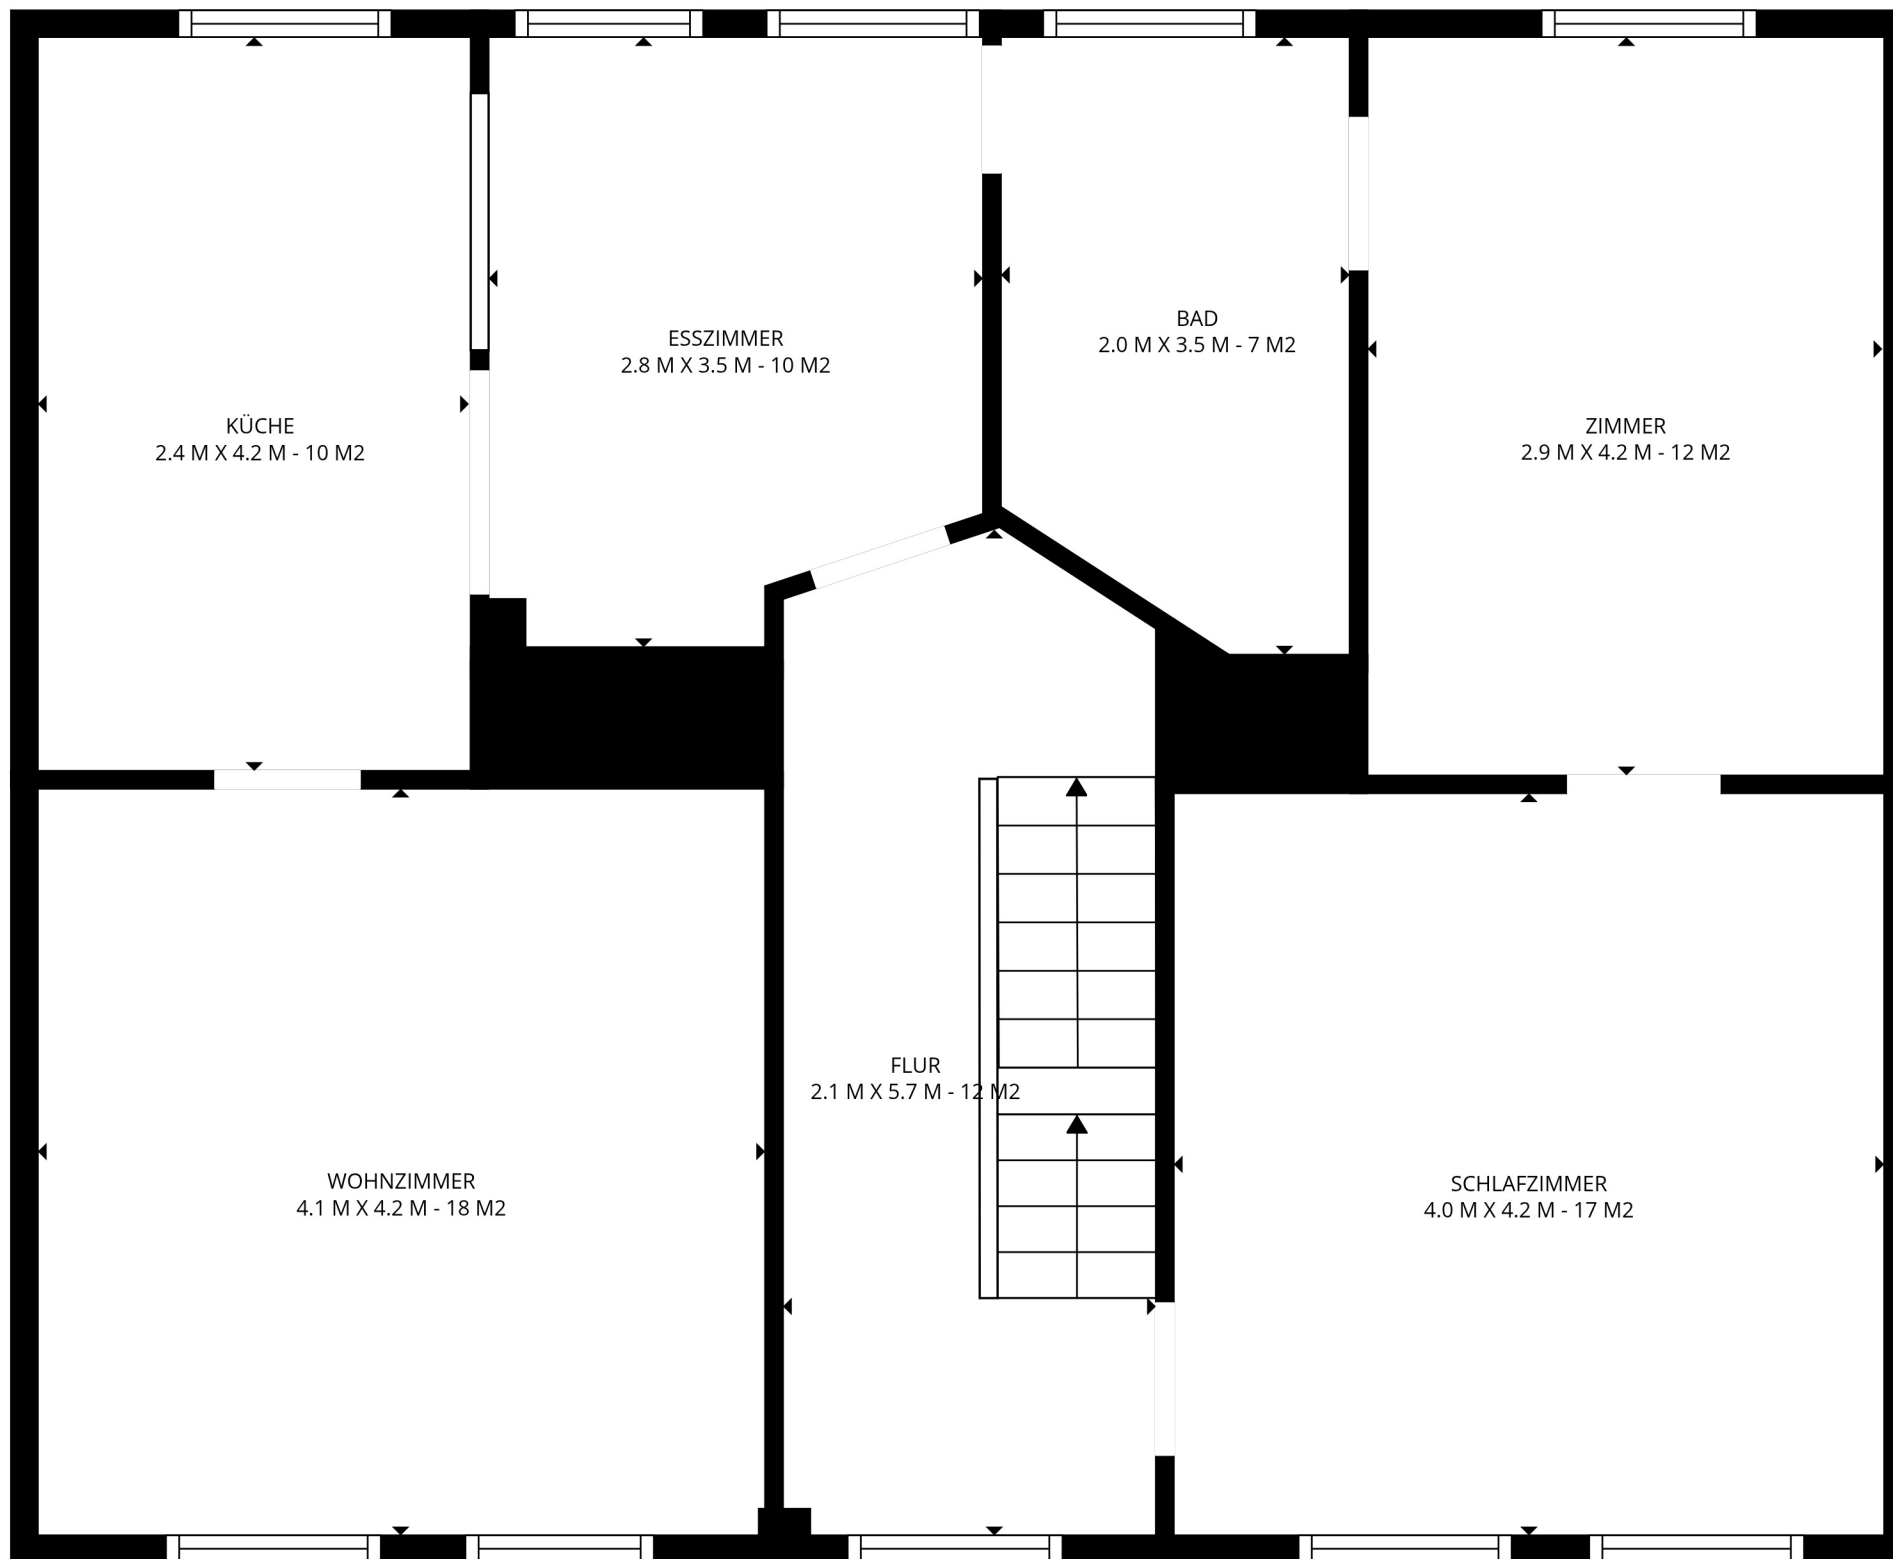 ESSZIMMER
2.8 M X 3.5 M - 10 M2
BAD
2.0 M X 3.5 M - 7 M2
KÜCHE
2.4 M X 4.2 M - 10 M2
ZIMMER
2.9 M X 4.2 M - 12 M2
FLUR
2.1 M X 5.7 M - 12 M2
WOHNZIMMER
4.1 M X 4.2 M - 18 M2
SCHLAFZIMMER
4.0 M X 4.2 M - 17 M2